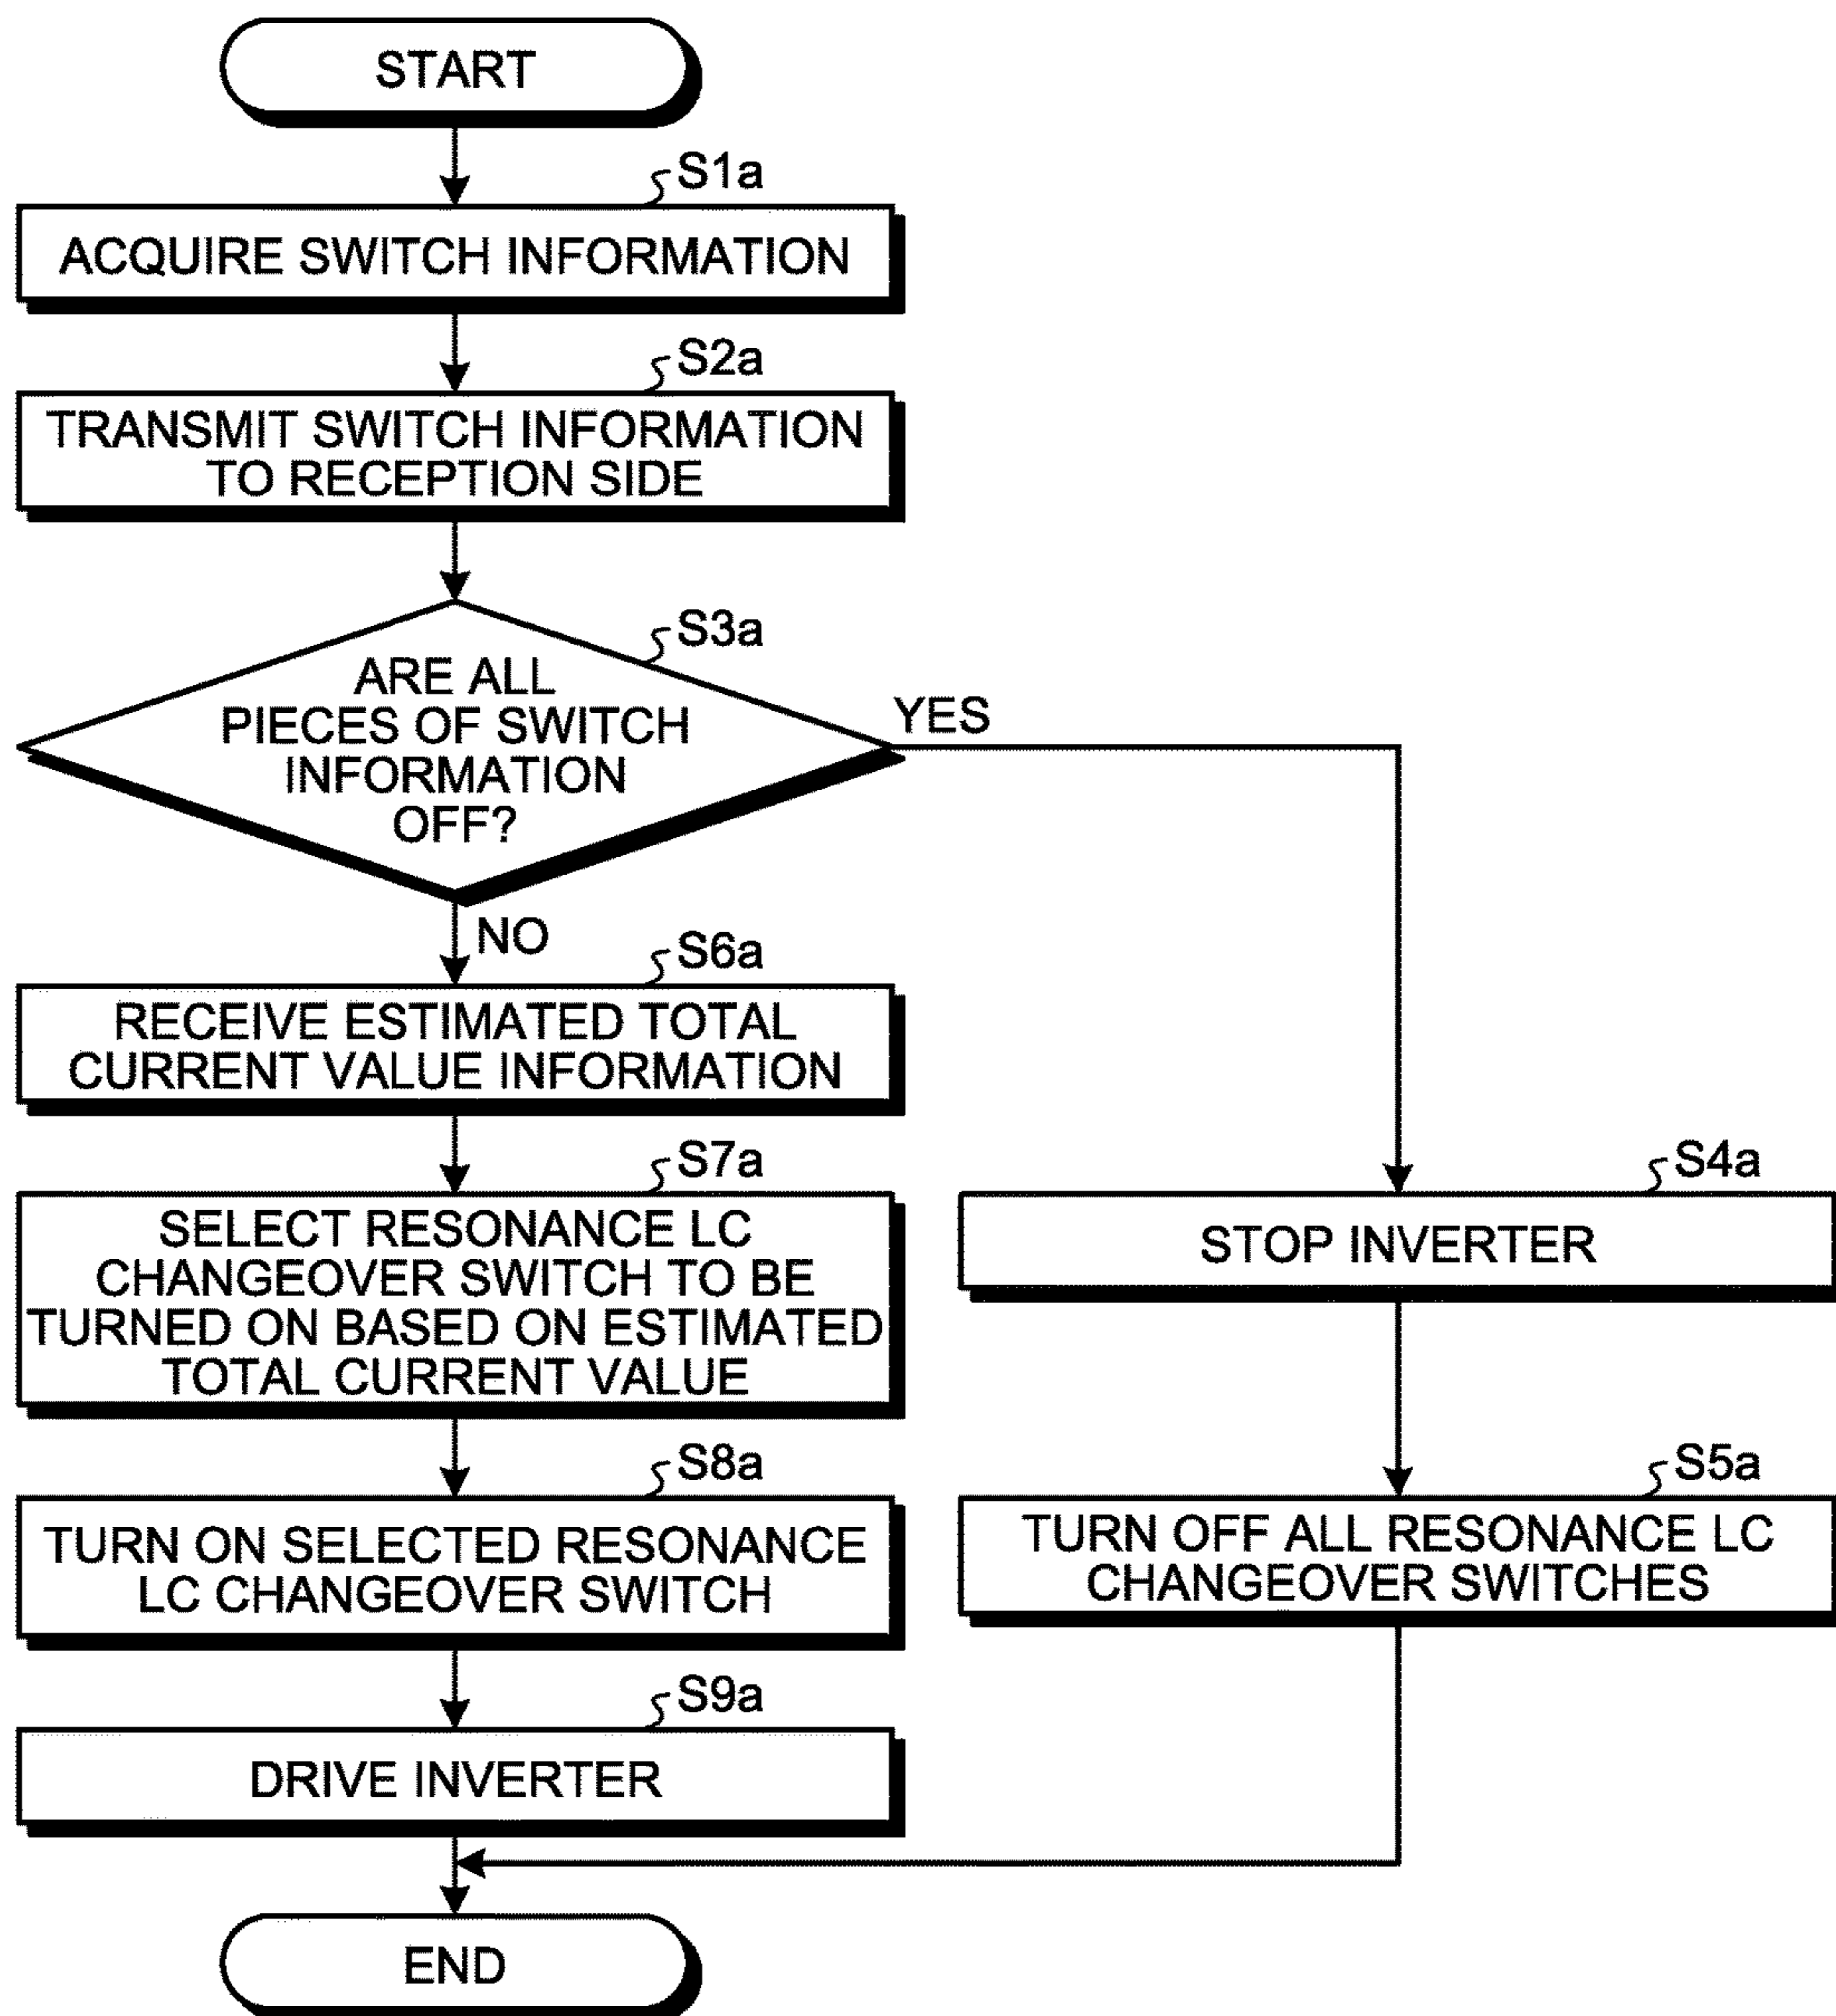 START
S1a
ACQUIRE SWITCH INFORMATION
S2a
TRANSMIT SWITCH INFORMATION
TO RECEPTION SIDE
S3a
ARE ALL
PIECES OF SWITCH
INFORMATION
OFF?
YES
NO
S6a
RECEIVE ESTIMATED TOTAL
CURRENT VALUE INFORMATION
S7a
SELECT RESONANCE LC
CHANGEOVER SWITCH TO BE
TURNED ON BASED ON ESTIMATED
TOTAL CURRENT VALUE
S4a
STOP INVERTER
S8a
TURN ON SELECTED RESONANCE
LC CHANGEOVER SWITCH
S5a
TURN OFF ALL RESONANCE LC
CHANGEOVER SWITCHES
S9a
DRIVE INVERTER
END